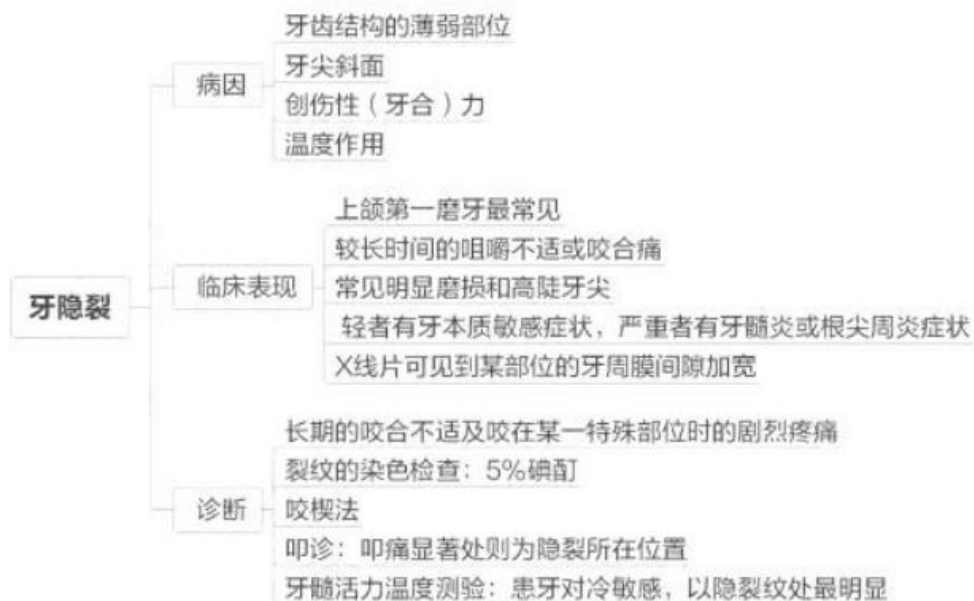 牙齿结构的薄弱部位
牙尖斜面
病因
创伤性（牙合）力
温度作用
上颌第一磨牙最常见
较长时间的咀嚼不适或咬合痛
牙隐裂
临床表现
常见明显磨损和高陡牙尖
轻者有牙本质敏感症状，严重者有牙髓炎或根尖周炎症状
X线片可见到某部位的牙周膜间隙加宽
长期的咬合不适及咬在某一特殊部位时的剧烈疼痛
裂纹的染色检查：5%碘酊
诊断
咬楔法
叩诊：叩痛显著处则为隐裂所在位置
牙髓活力温度测验：患牙对冷敏感，以隐裂纹处最明显